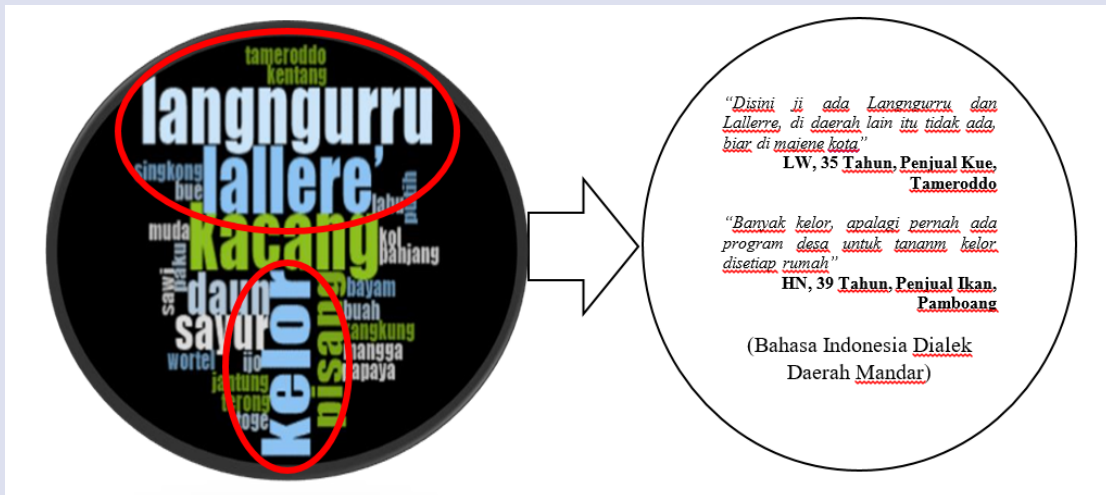 tameroddo
kentang
langngurru
singkong
lallere'
bue
labu
putih
muda
kacang
kol
panjang
paku
sawi
daun
kelor
pisang
bayam
sayur
buah
kangkung
wortel
ijo
mangga
jantung
papaya
terong
toge
“Disini ji ada Langngurru dan
Lallerre, di daerah lain itu tidak ada,
biar di majene kota”
LW, 35 Tahun, Penjual Kue,
Tameroddo
“Banyak kelor, apalagi pernah ada
program desa untuk tananm kelor
disetiap rumah”
HN, 39 Tahun, Penjual Ikan,
Pamboang
(Bahasa Indonesia Dialek
Daerah Mandar)